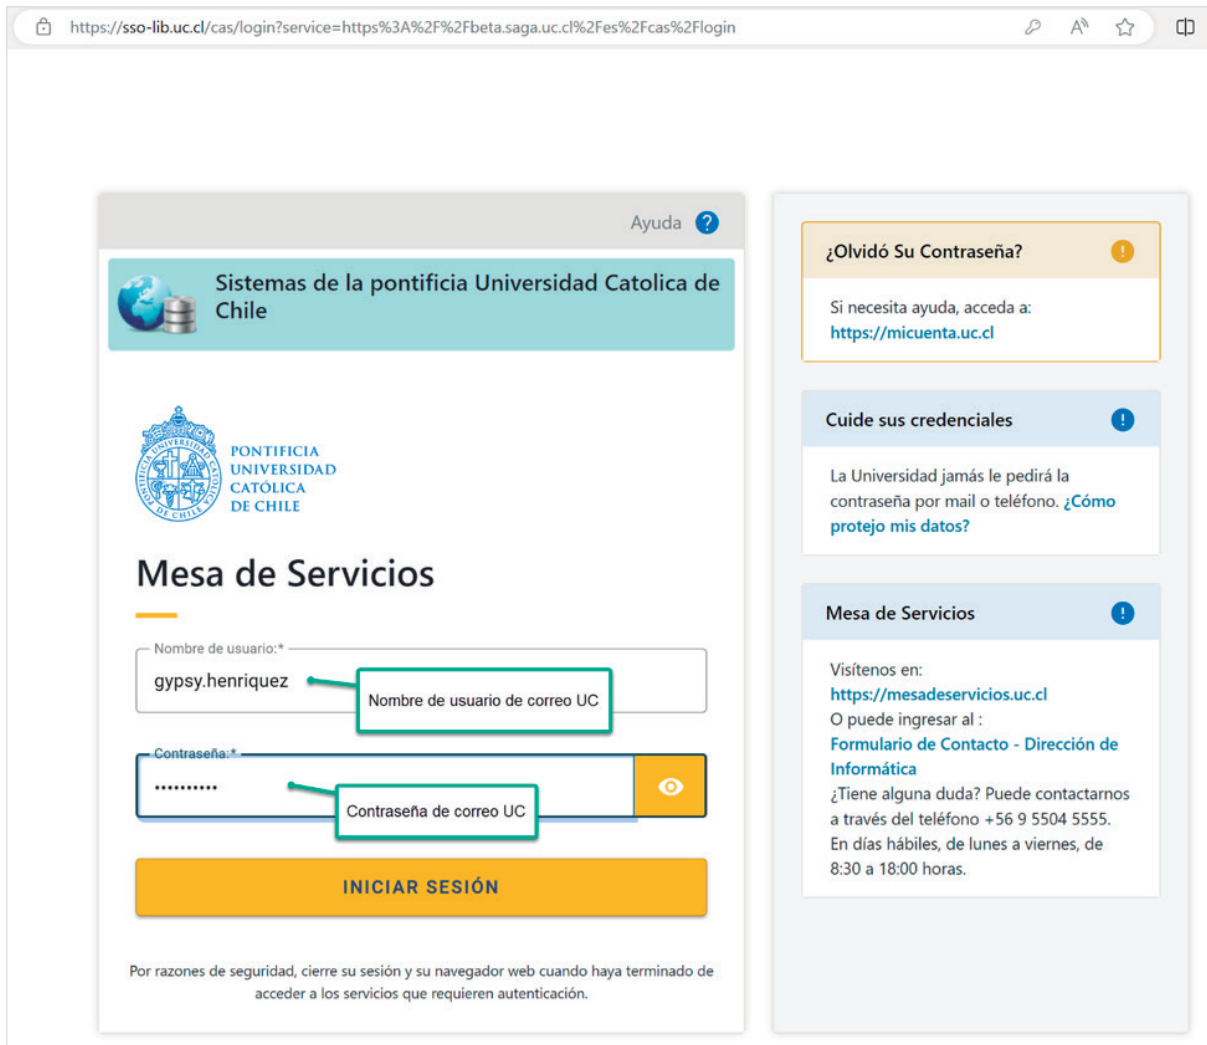 https://sso-lib.uc.cl/cas/login?service=https%3A%2F%2Fbeta.saga.uc.cl%2Fes%2Fcas%2Flogin
Ayuda
Sistemas de la pontificia Universidad Catolica de
Chile
PONTIFICIA
UNIVERSIDAD
CATÓLICA
DE CHILE
Mesa de Servicios
Nombre de usuario:*
gypsy.henriquez
Nombre de usuario de correo UC
Contraseña:*
••••••••••
Contraseña de correo UC
INICIAR SESIÓN
Por razones de seguridad, cierre su sesión y su navegador web cuando haya terminado de
acceder a los servicios que requieren autenticación.
¿Olvidó Su Contraseña?
Si necesita ayuda, acceda a:
https://micuenta.uc.cl
Cuide sus credenciales
La Universidad jamás le pedirá la
contraseña por mail o teléfono. ¿Cómo
protejo mis datos?
Mesa de Servicios
Visítenos en:
https://mesadeservicios.uc.cl
O puede ingresar al :
Formulario de Contacto - Dirección de
Informática
¿Tiene alguna duda? Puede contactarnos
a través del teléfono +56 9 5504 5555.
En días hábiles, de lunes a viernes, de
8:30 a 18:00 horas.